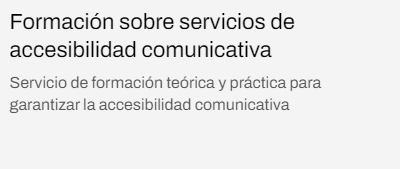 Formación sobre servicios de
accesibilidad comunicativa
Servicio de formación teórica y práctica para
garantizar la accesibilidad comunicativa